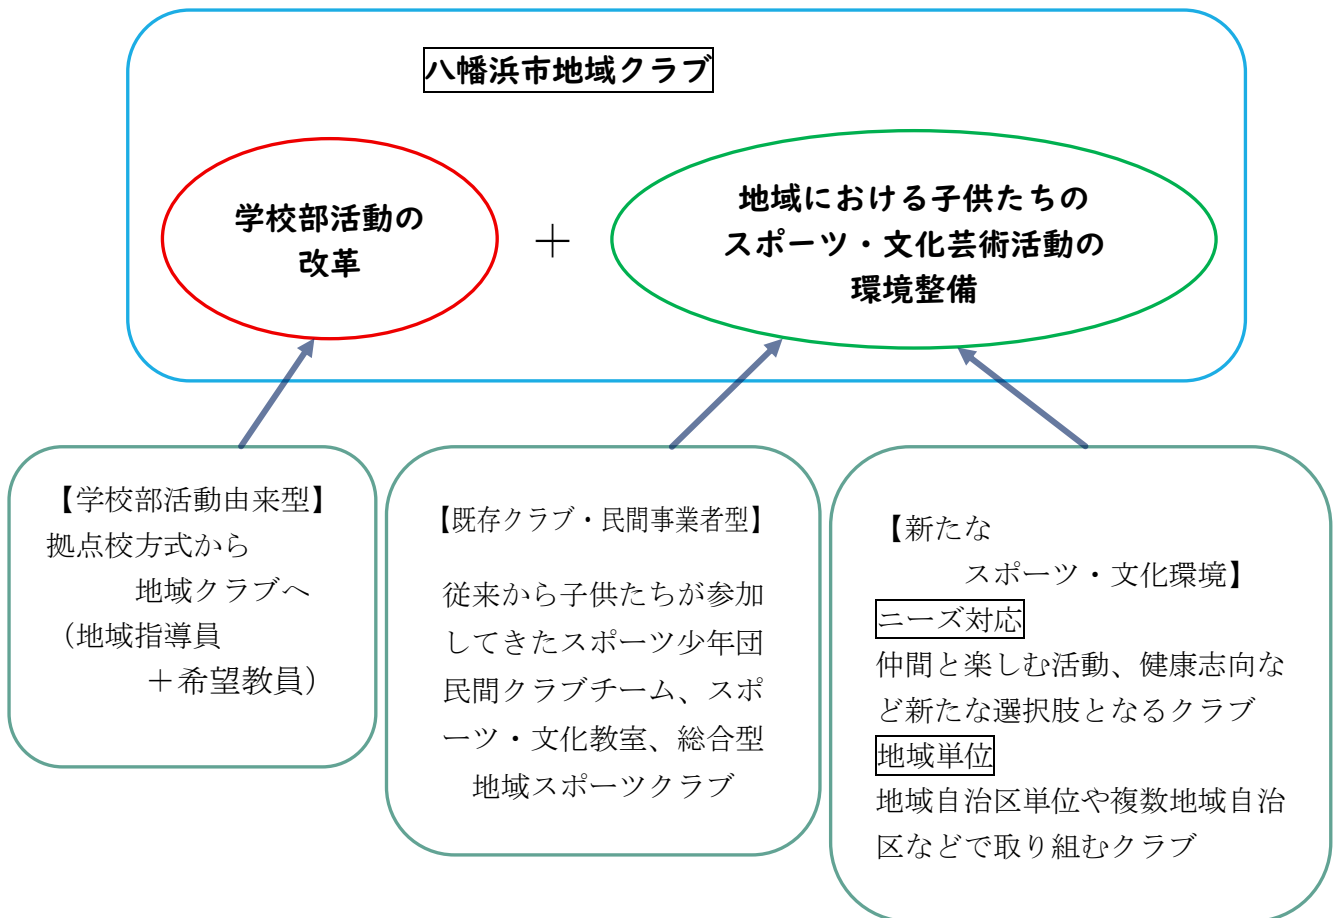 八幡浜市地域クラブ
学校部活動の
改革
＋
地域における子供たちの
スポーツ・文化芸術活動の
環境整備
【学校部活動由来型】
拠点校方式から
地域クラブへ
（地域指導員
＋希望教員）
【既存クラブ・民間事業者型】
従来から子供たちが参加
してきたスポーツ少年団
民間クラブチーム、スポ
ーツ・文化教室、総合型
地域スポーツクラブ
【新たな
スポーツ・文化環境】
ニーズ対応
仲間と楽しむ活動、健康志向な
ど新たな選択肢となるクラブ
地域単位
地域自治区単位や複数地域自治
区などで取り組むクラブ